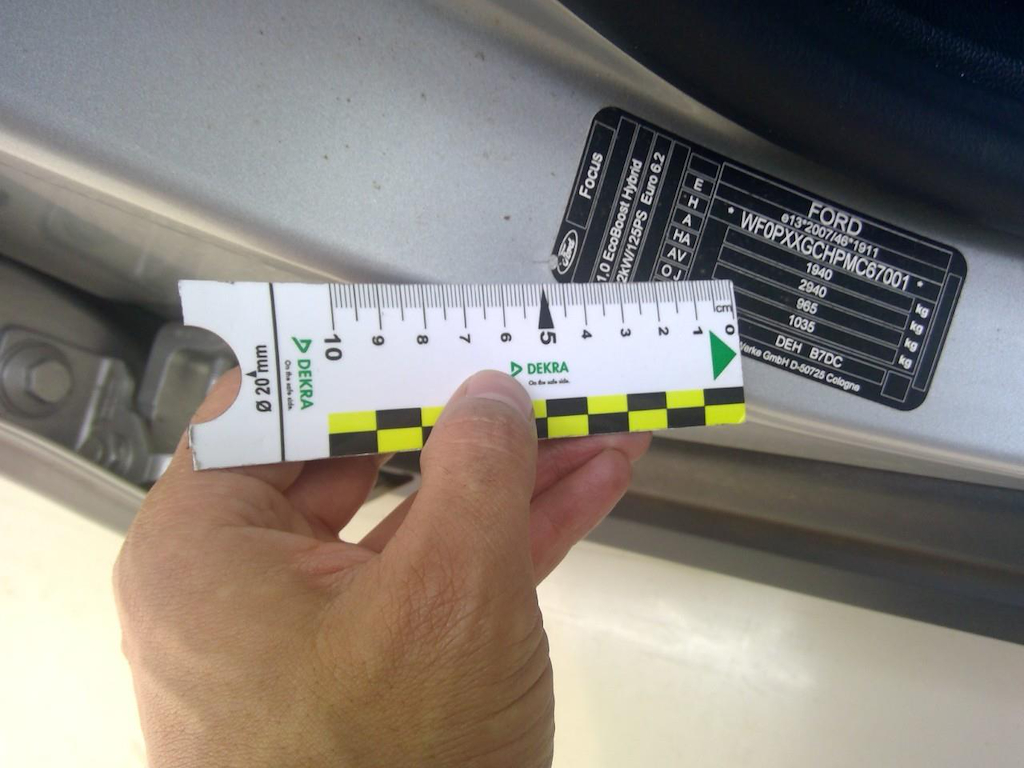 FORD
e13*2007/46*1911
* WF0PXXGCHPMC67001 *
1940 kg
2940 kg
965 kg
1035 kg
DEH B7DC
Werke GmbH D-50725 Cologne
Focus
Ford
1.0 EcoBoost Hybrid
92kW/125PS Euro 6.2
E
H
A
HA
VA
10 9 8 7 6 5 4 3 2 1 0
cm
Ø 20 mm
DEKRA
On the safe side.
DEKRA
On the safe side.